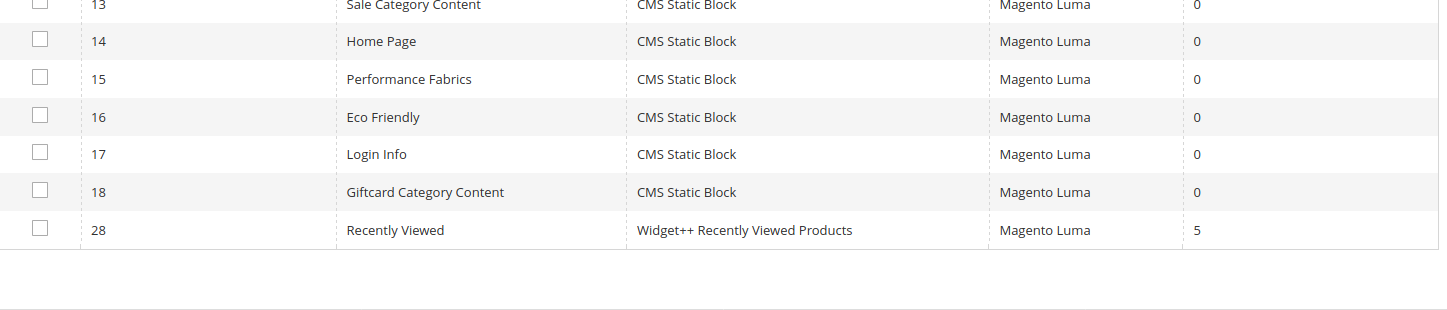 13 Sale Category Content CMS Static Block Magento Luma 0
14 Home Page CMS Static Block Magento Luma 0
15 Performance Fabrics CMS Static Block Magento Luma 0
16 Eco Friendly CMS Static Block Magento Luma 0
17 Login Info CMS Static Block Magento Luma 0
18 Giftcard Category Content CMS Static Block Magento Luma 0
28 Recently Viewed Widget++ Recently Viewed Products Magento Luma 5